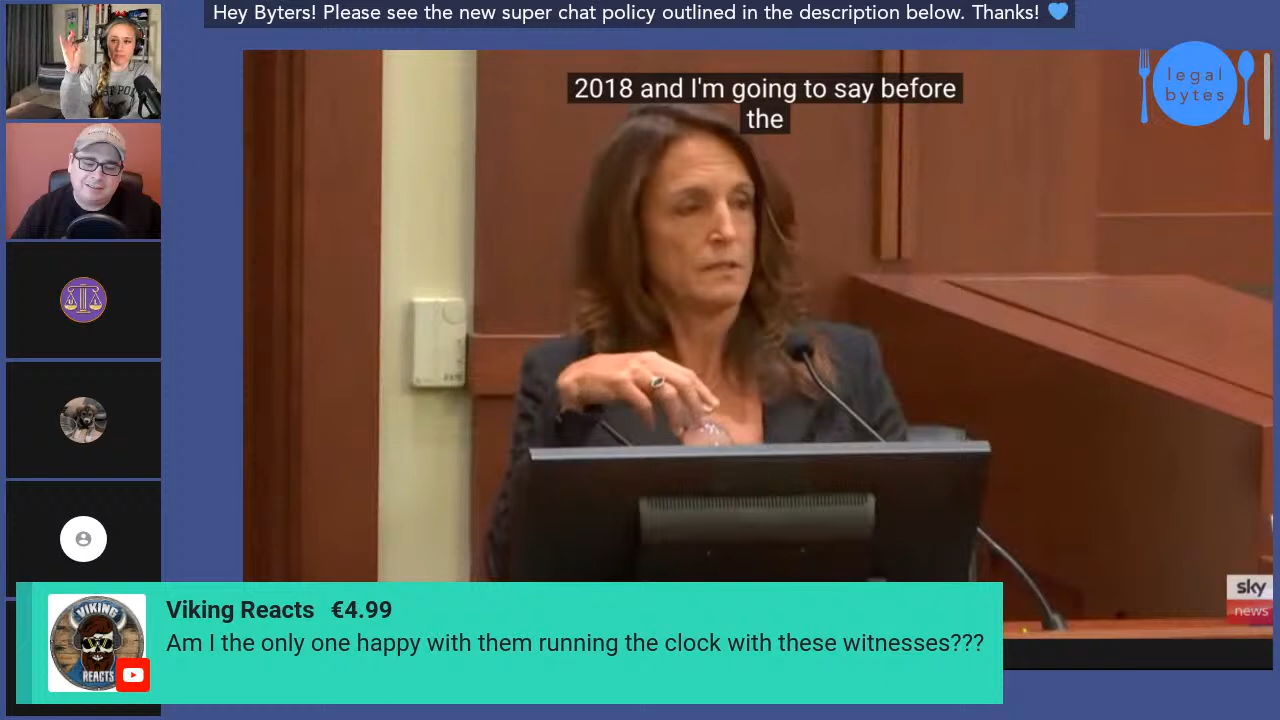 Hey Byters! Please see the new super chat policy outlined in the description below. Thanks!
legal
bytes
2018 and I'm going to say before
the
sky
news
VIKING
REACTS
Viking Reacts €4.99
Am I the only one happy with them running the clock with these witnesses???